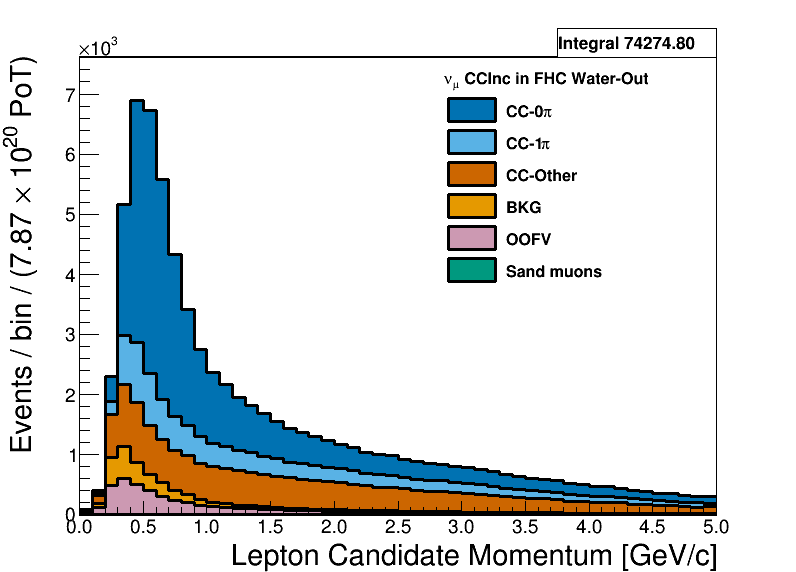 Integral 74274.80
×10³
ν_μ CCInc in FHC Water-Out
CC-0π
CC-1π
CC-Other
BKG
OOFV
Sand muons
Events / bin / (7.87 × 10²⁰ PoT)
7
6
5
4
3
2
1
0
0.0 0.5 1.0 1.5 2.0 2.5 3.0 3.5 4.0 4.5 5.0
Lepton Candidate Momentum [GeV/c]